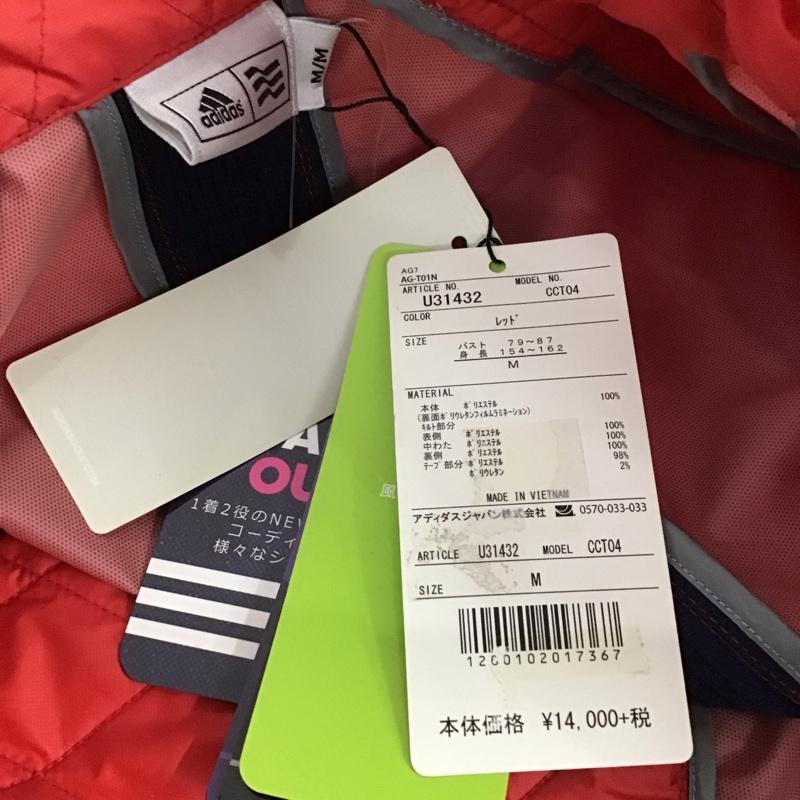 adidas
M/M
AG7
AG-T01N
ARTICLE NO. MODEL NO.
U31432 CCT04
COLOR
レッド
SIZE
バスト 79~87
身長 154~162
M
MATERIAL
本体 ポリエステル 100%
(裏面ポリウレタンフィルムラミネーション)
キルト部分
表側 ポリエステル 100%
中わた ポリエステル 100%
裏側 ポリエステル 100%
テープ部分 ポリエステル 98%
ポリウレタン 2%
MADE IN VIETNAM
アディダスジャパン株式会社 0570-033-033
ARTICLE U31432 MODEL CCT04
SIZE M
本体価格 ¥14,000+税
OU
1着2役のNEW
コーディ
様々なシ
風